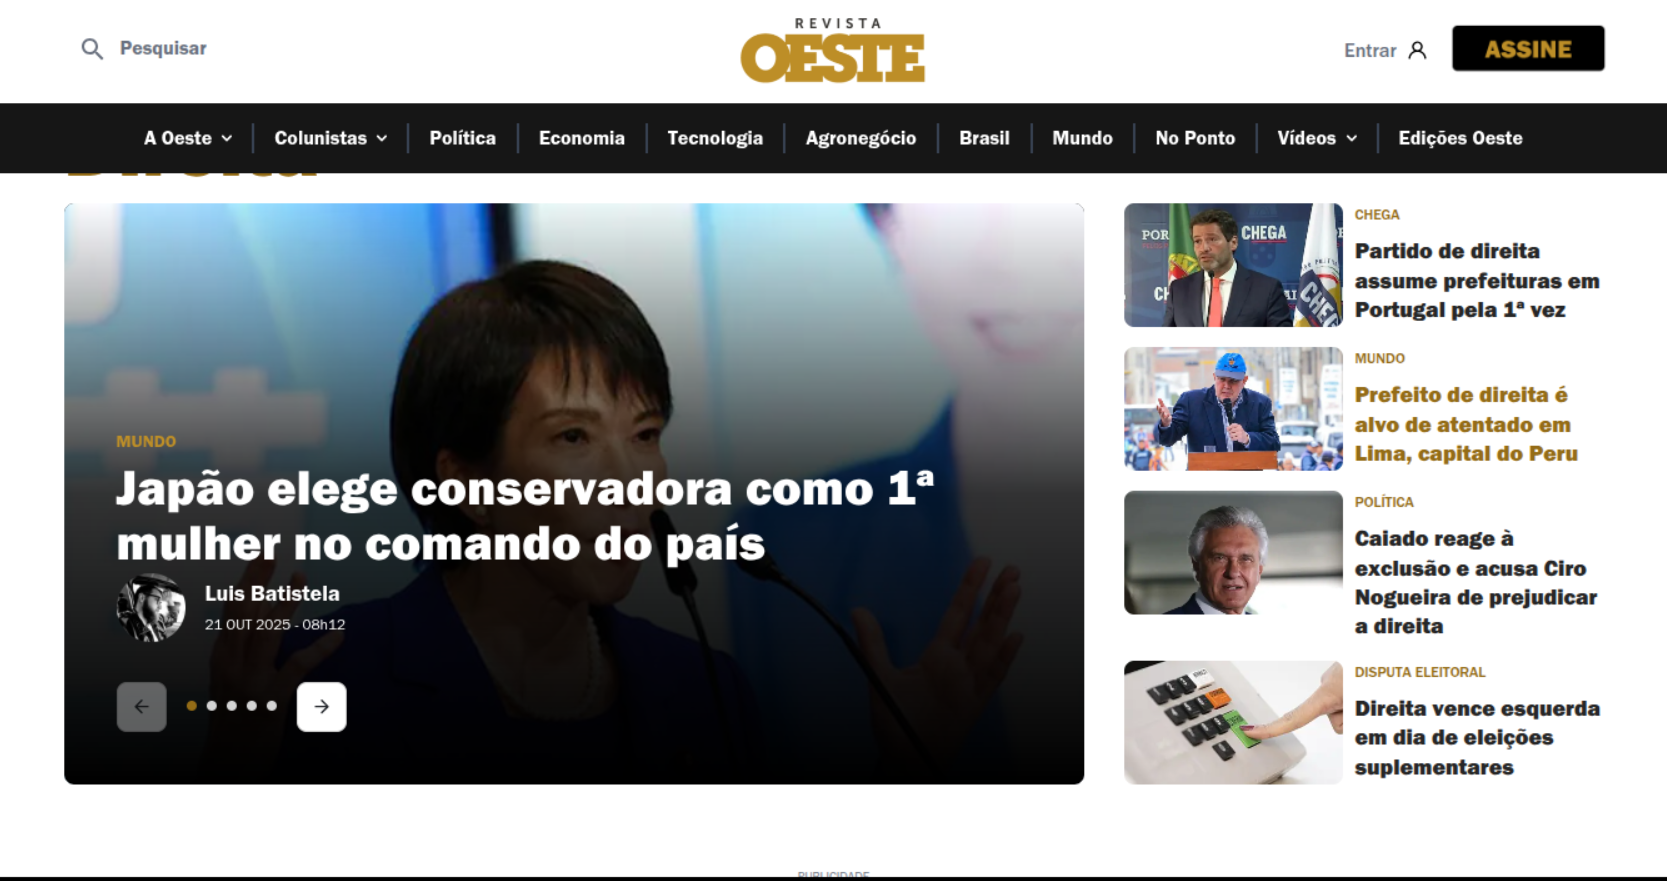 REVISTA
OESTE
Pesquisar
Entrar
ASSINE
A Oeste
Colunistas
Política
Economia
Tecnologia
Agronegócio
Brasil
Mundo
No Ponto
Vídeos
Edições Oeste
Direita
MUNDO
Japão elege conservadora como 1ª
mulher no comando do país
Luis Batistela
21 OUT 2025 - 08h12
CHEGA
CHEGA
Partido de direita
assume prefeituras em
Portugal pela 1ª vez
MUNDO
Prefeito de direita é
alvo de atentado em
Lima, capital do Peru
POLÍTICA
Caiado reage à
exclusão e acusa Ciro
Nogueira de prejudicar
a direita
DISPUTA ELEITORAL
Direita vence esquerda
em dia de eleições
suplementares
PUBLICIDADE